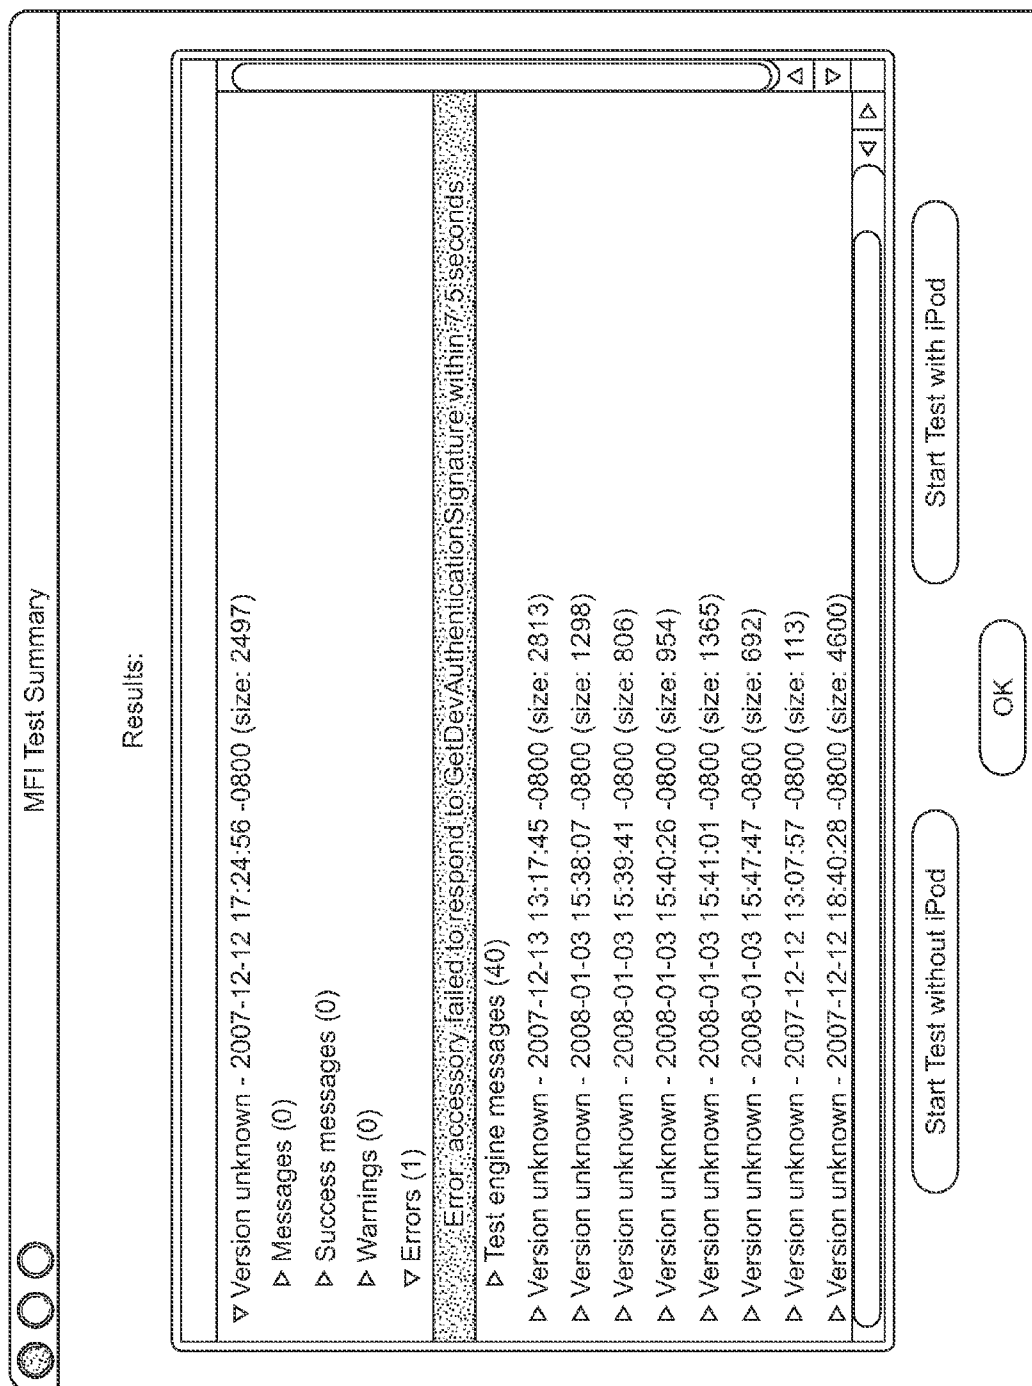 MFI Test Summary
Results:
Version unknown - 2007-12-12 17:24:56 -0800 (size: 2497)
Messages (0)
Success messages (0)
Warnings (0)
Errors (1)
Error: accessory failed to respond to GetDevAuthenticationSignature within 7.5 seconds
Test engine messages (40)
Version unknown - 2007-12-13 13:17:45 -0800 (size: 2813)
Version unknown - 2008-01-03 15:38:07 -0800 (size: 1298)
Version unknown - 2008-01-03 15:39:41 -0800 (size: 806)
Version unknown - 2008-01-03 15:40:26 -0800 (size: 954)
Version unknown - 2008-01-03 15:41:01 -0800 (size: 1365)
Version unknown - 2008-01-03 15:47:47 -0800 (size: 692)
Version unknown - 2007-12-12 13:07:57 -0800 (size: 113)
Version unknown - 2007-12-12 18:40:28 -0800 (size: 4600)
Start Test without iPod
Start Test with iPod
OK